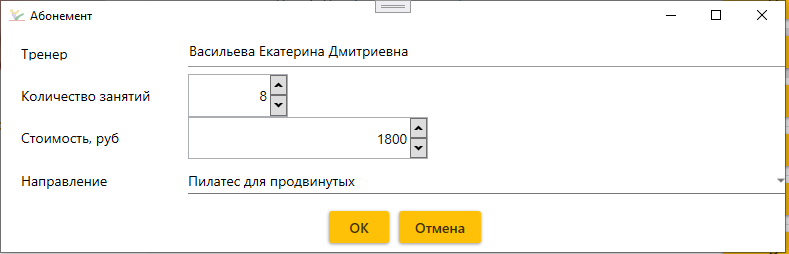 Абонемент
Тренер Васильева Екатерина Дмитриевна
Количество занятий 8
Стоимость, руб 1800
Направление Пилатес для продвинутых
ОК Отмена